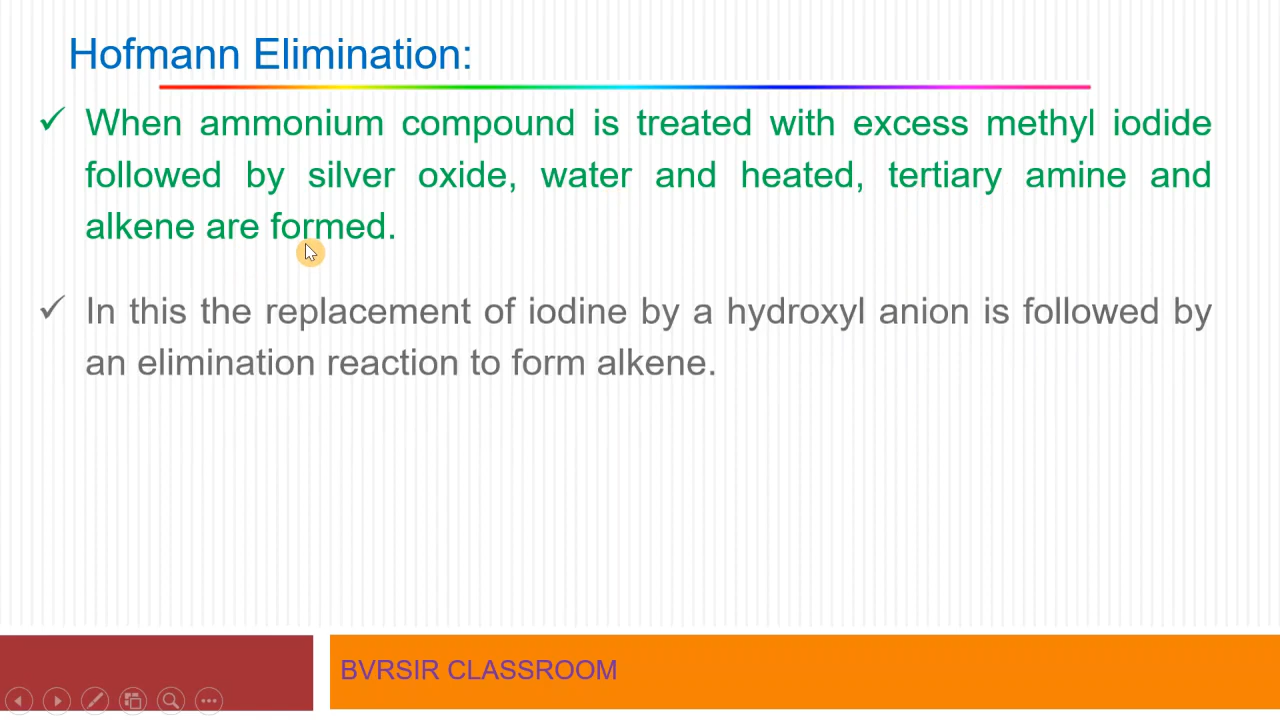 Hofmann Elimination:
✓ When ammonium compound is treated with excess methyl iodide
followed by silver oxide, water and heated, tertiary amine and
alkene are formed.
✓ In this the replacement of iodine by a hydroxyl anion is followed by
an elimination reaction to form alkene.
BVRSIR CLASSROOM